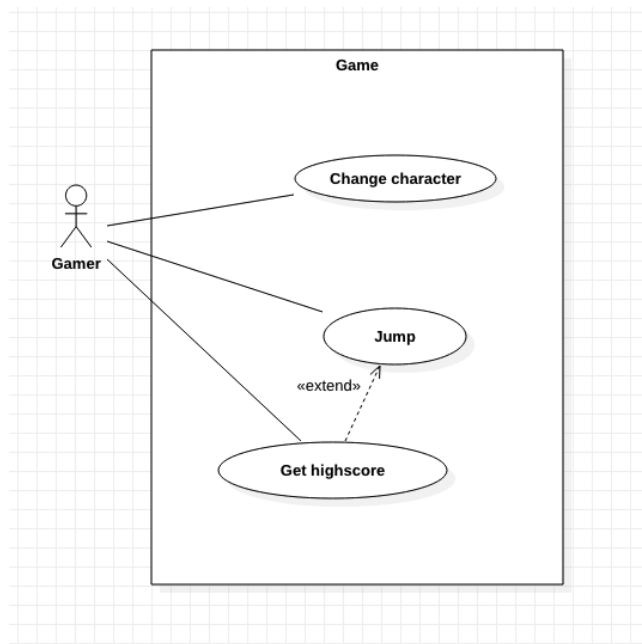 Game
Change character
Gamer
Jump
«extend»
Get highscore